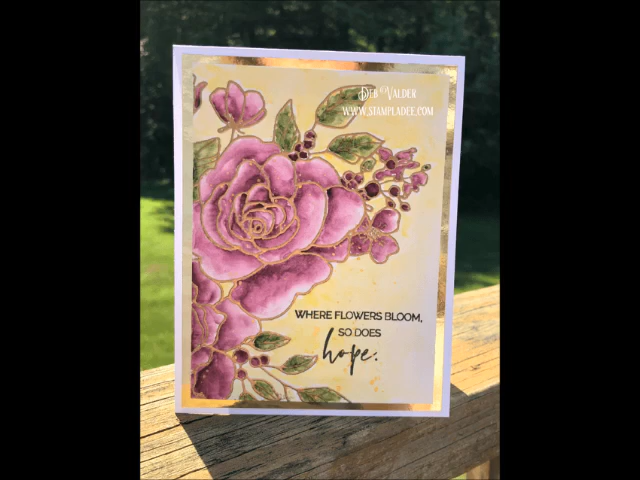 Deb Valder
www.stampladee.com
WHERE FLOWERS BLOOM,
SO DOES
hope.